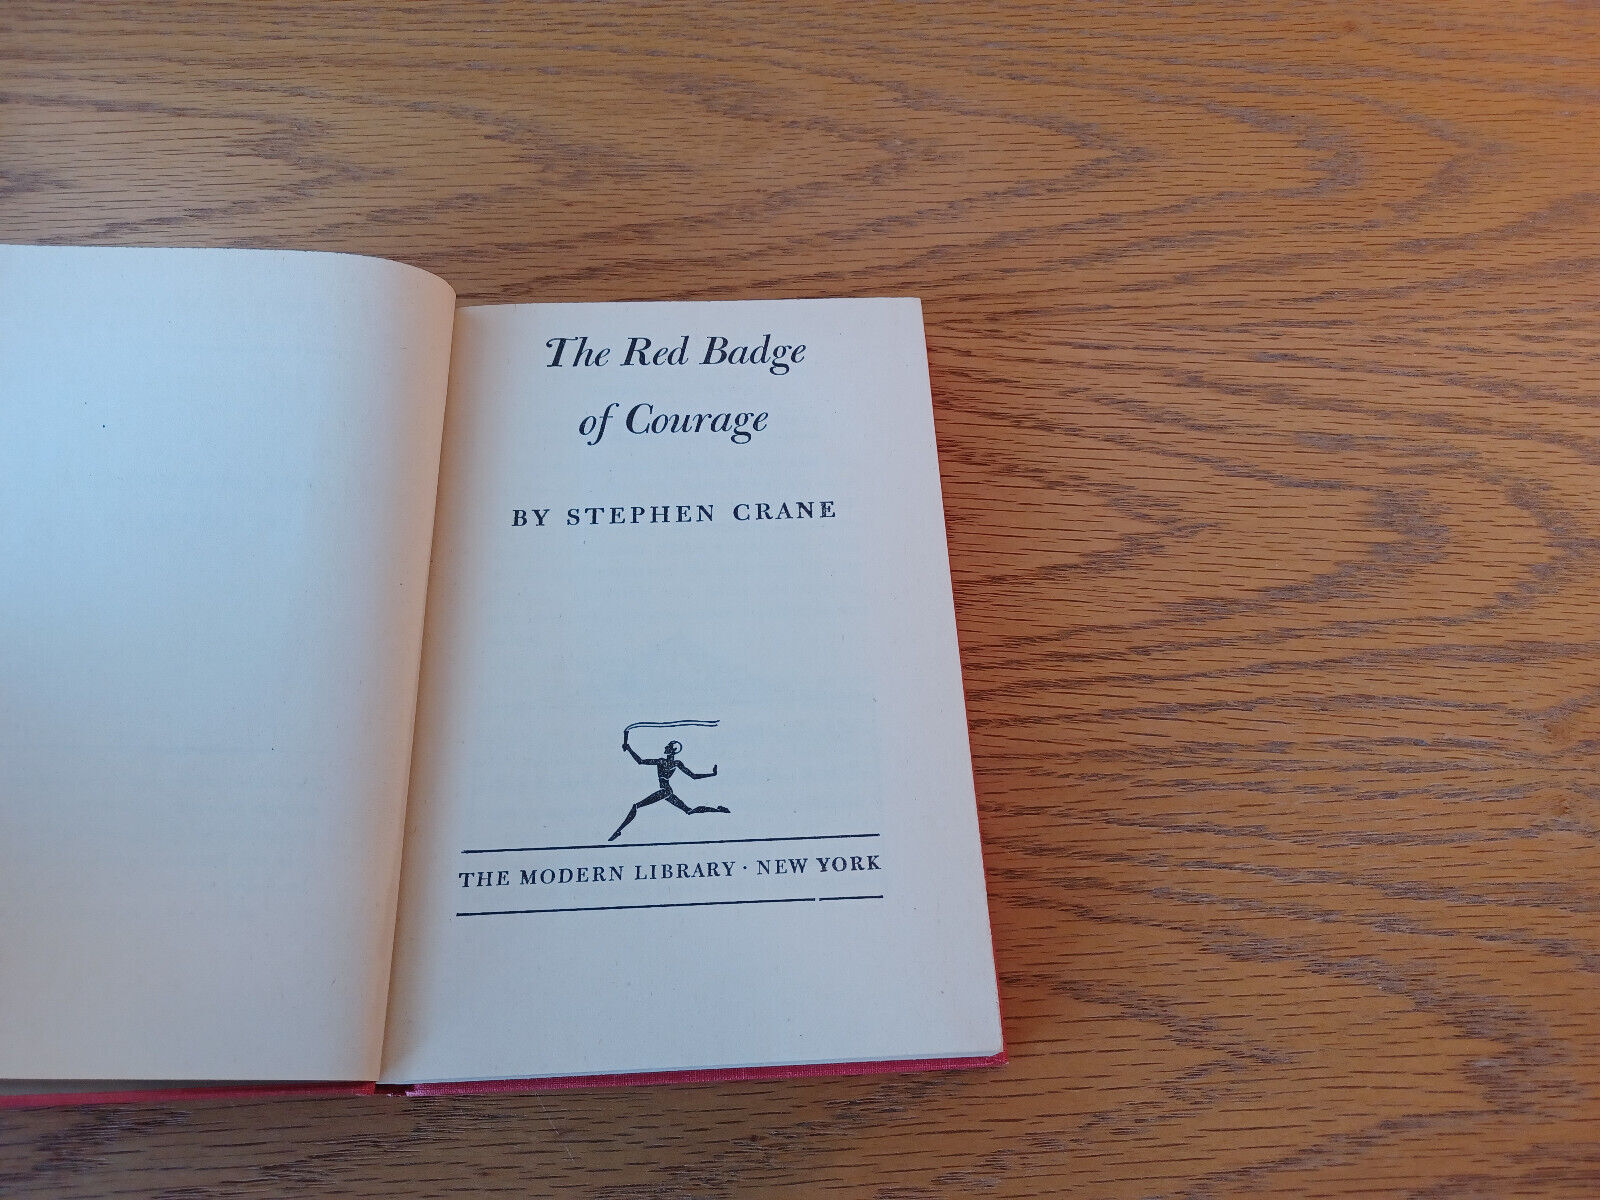 The Red Badge
of Courage
BY STEPHEN CRANE
THE MODERN LIBRARY · NEW YORK